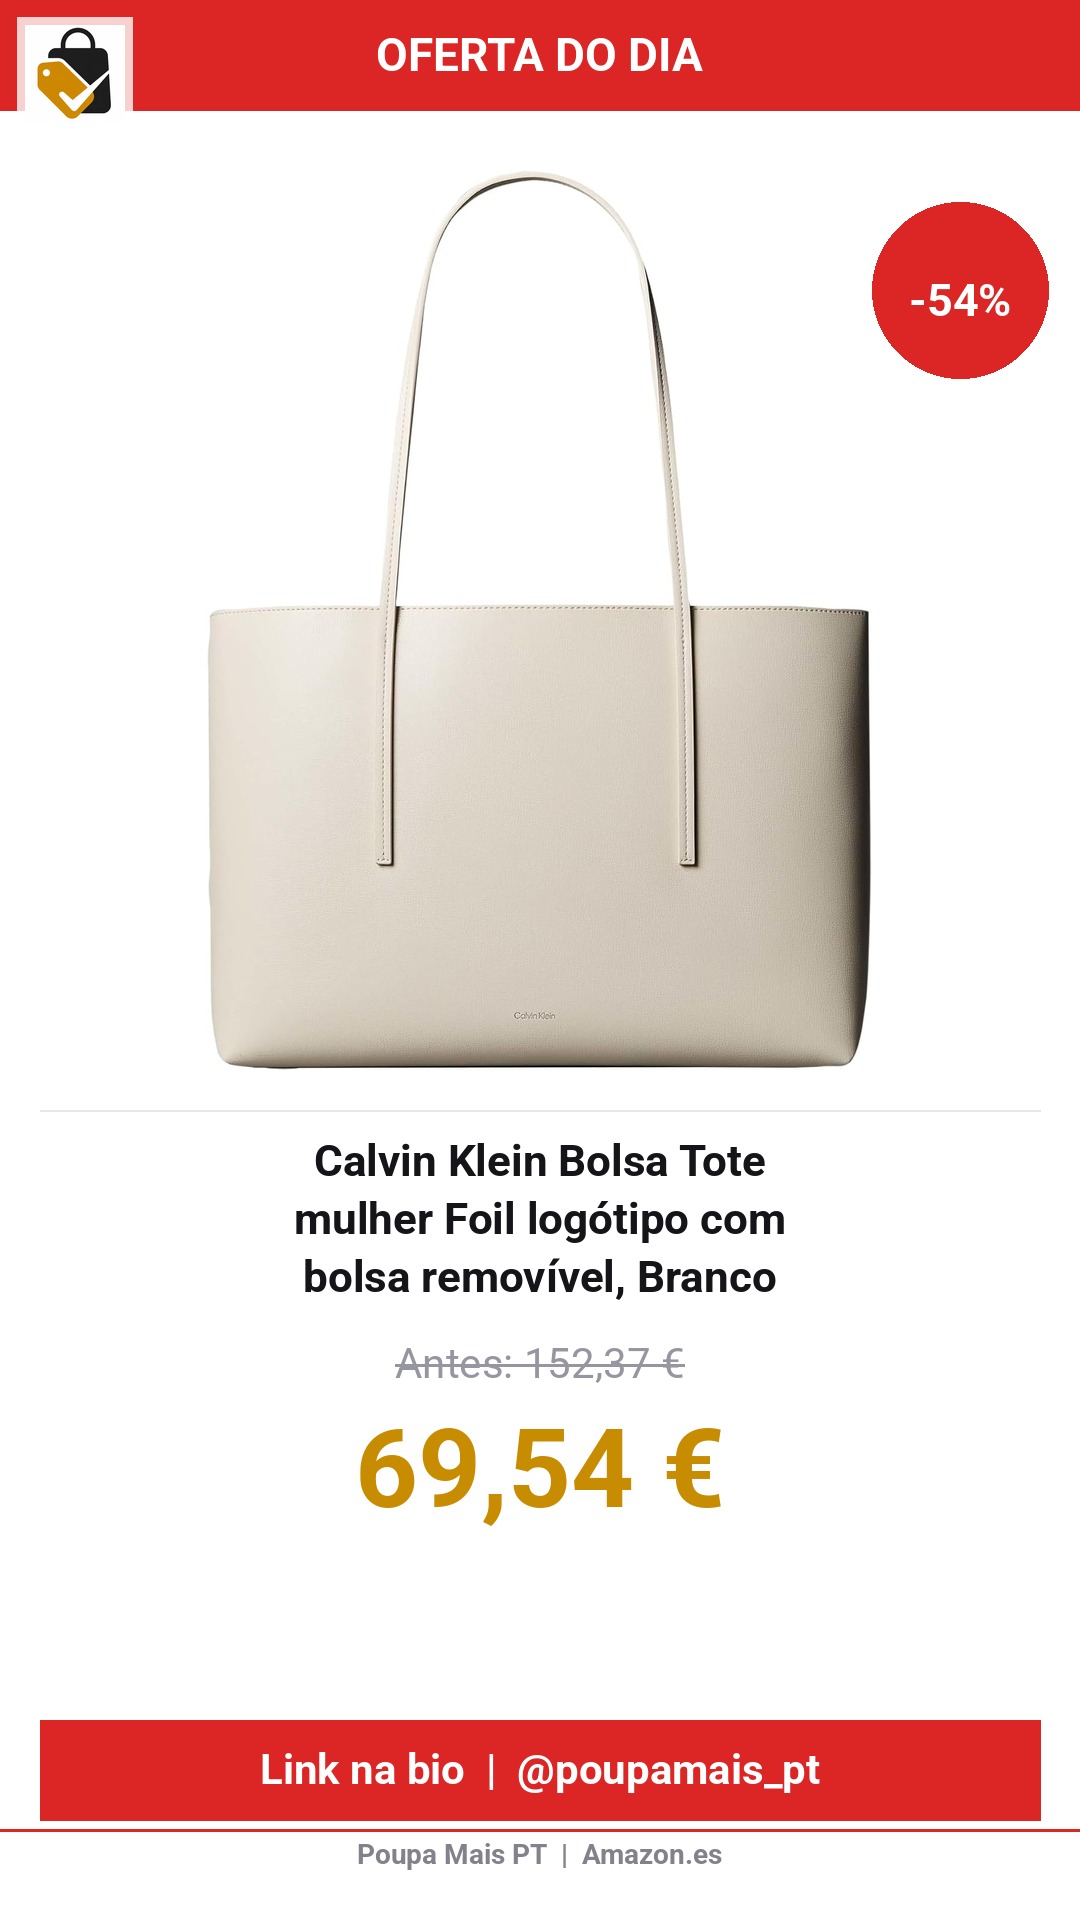 OFERTA DO DIA
-54%
Calvin Klein
Calvin Klein Bolsa Tote
mulher Foil logótipo com
bolsa removível, Branco
Antes: 152,37 €
69,54 €
Link na bio | @poupamais_pt
Poupa Mais PT | Amazon.es